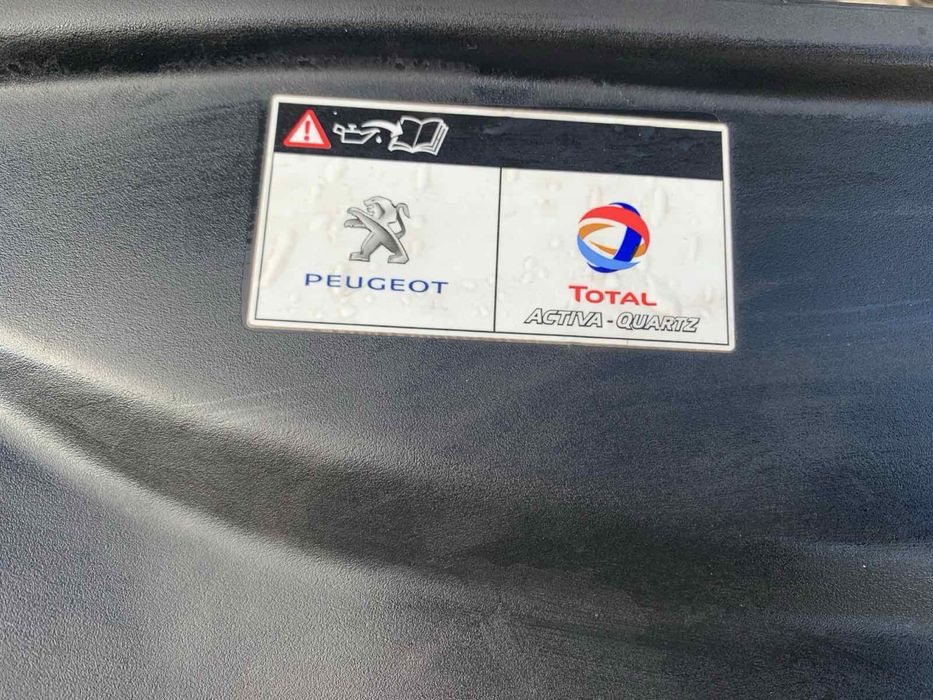 PEUGEOT
TOTAL
ACTIVA - QUARTZ